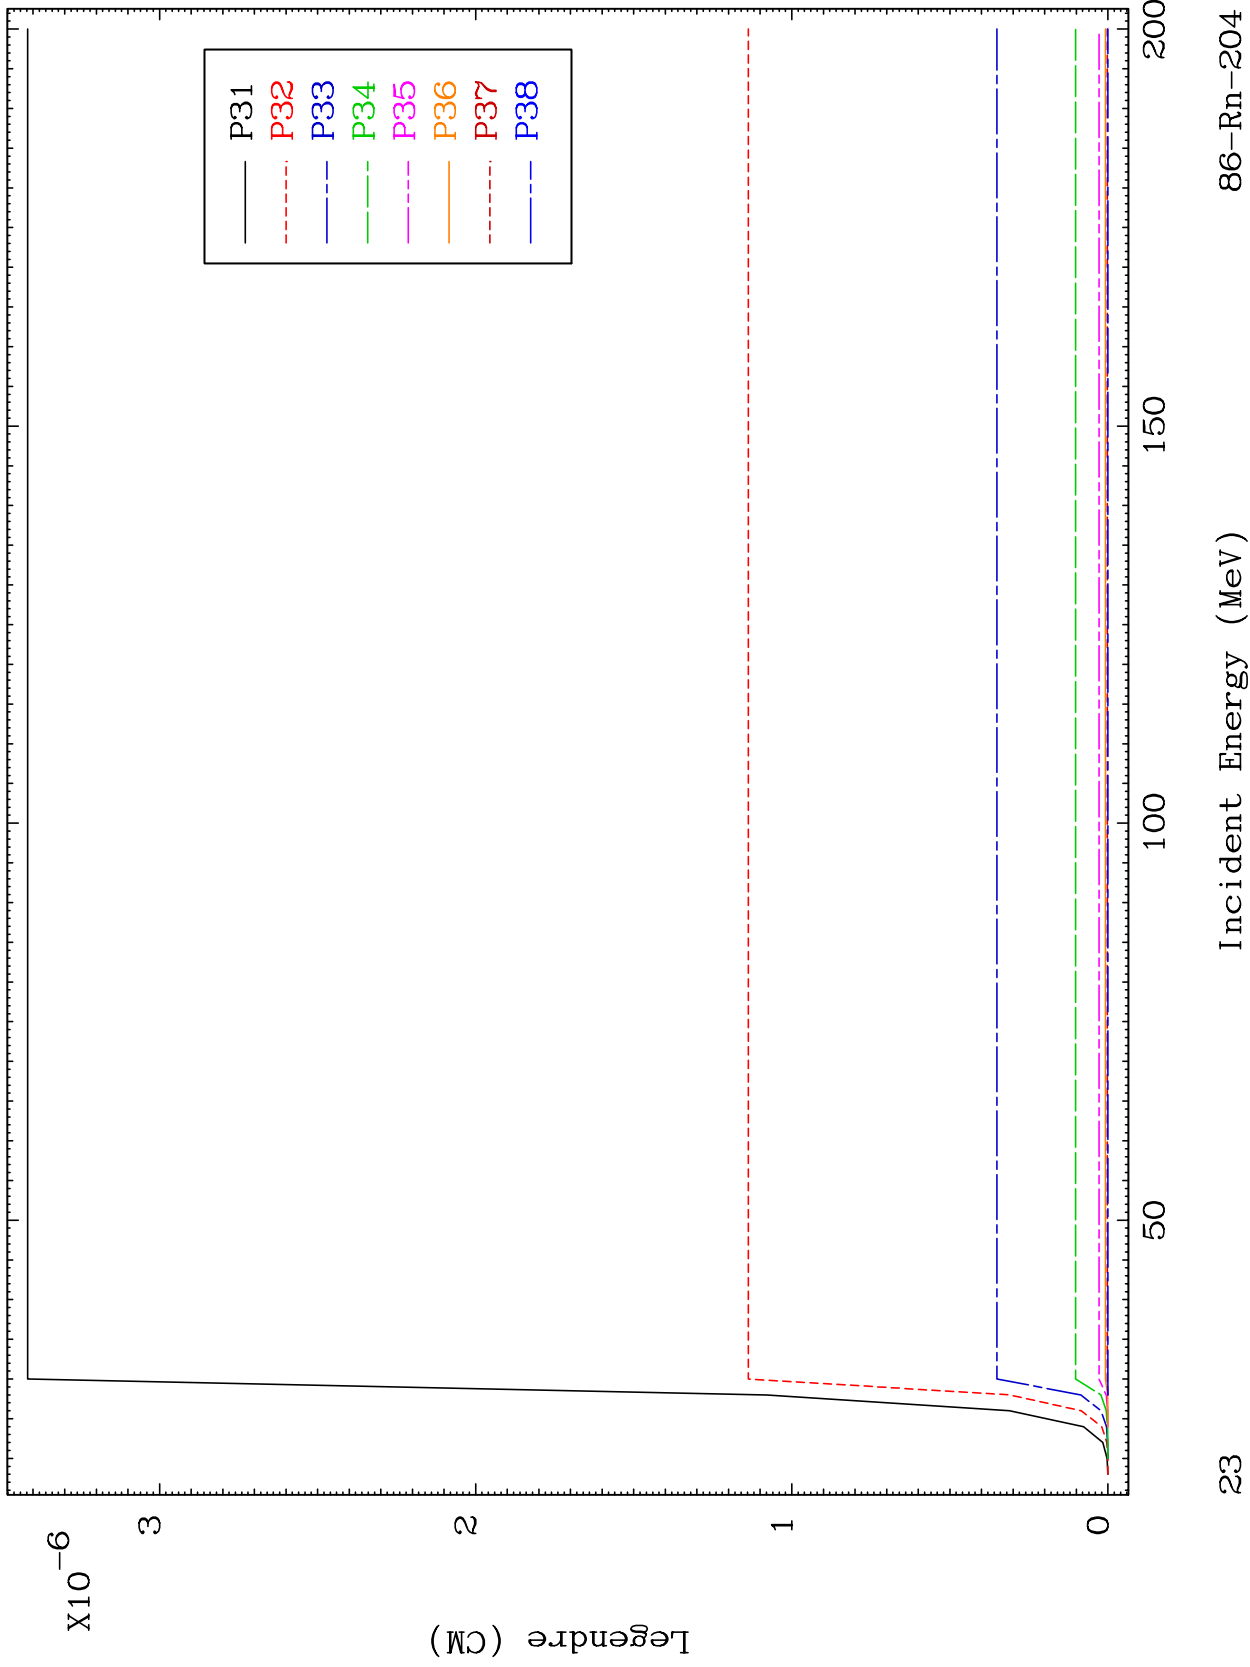 X10-6
3
2
1
0
Legendre (CM)
P31
P32
P33
P34
P35
P36
P37
P38
50
100
150
200
Incident Energy (MeV)
23
86-Rn-204